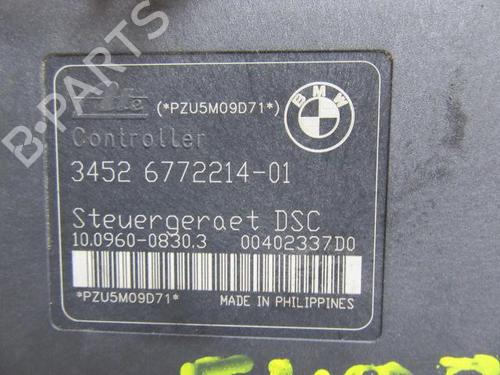 ate (*PZU5M09D71*)
BMW
Controller
3452 6772214-01
Steuergeraet DSC
10.0960-0830.3 00402337D0
*PZU5M09D71* MADE IN PHILIPPINES
B-PARTS